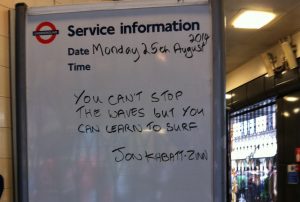 Service information
Date Monday 25th August 2014
Time
YOU CAN'T STOP
THE WAVES BUT YOU
CAN LEARN TO SURF
JON KABATT-ZINN